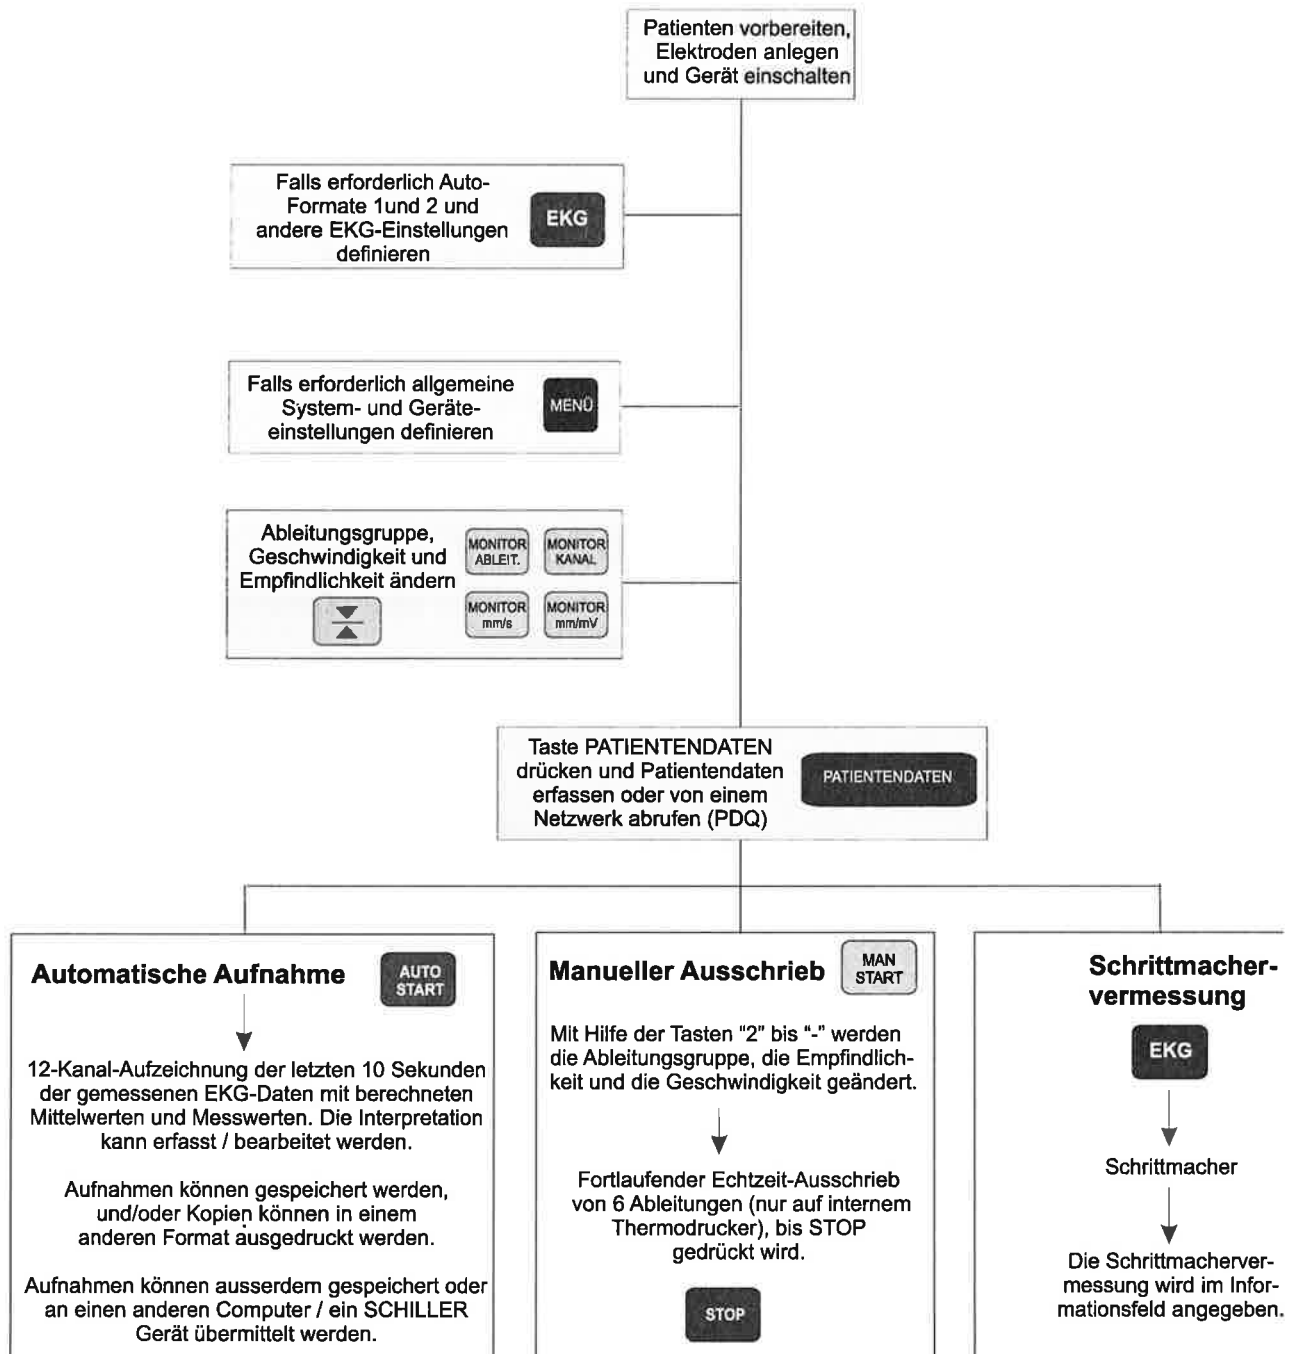 Patienten vorbereiten,
Elektroden anlegen
und Gerät einschalten
Falls erforderlich Auto-
Formate 1und 2 und
andere EKG-Einstellungen
definieren
EKG
Falls erforderlich allgemeine
System- und Geräte-
einstellungen definieren
MENÜ
Ableitungsgruppe,
Geschwindigkeit und
Empfindlichkeit ändern
MONITOR
ABLEIT.
MONITOR
KANAL
MONITOR
mm/s
MONITOR
mm/mV
Taste PATIENTENDATEN
drücken und Patientendaten
erfassen oder von einem
Netzwerk abrufen (PDQ)
PATIENTENDATEN
Automatische Aufnahme
AUTO
START
12-Kanal-Aufzeichnung der letzten 10 Sekunden
der gemessenen EKG-Daten mit berechneten
Mittelwerten und Messwerten. Die Interpretation
kann erfasst / bearbeitet werden.
Aufnahmen können gespeichert werden,
und/oder Kopien können in einem
anderen Format ausgedruckt werden.
Aufnahmen können ausserdem gespeichert oder
an einen anderen Computer / ein SCHILLER
Gerät übermittelt werden.
Manueller Ausschrieb
MAN
START
Mit Hilfe der Tasten "2" bis "-" werden
die Ableitungsgruppe, die Empfindlich-
keit und die Geschwindigkeit geändert.
Fortlaufender Echtzeit-Ausschrieb
von 6 Ableitungen (nur auf internem
Thermodrucker), bis STOP
gedrückt wird.
STOP
Schrittmacher-
vermessung
EKG
Schrittmacher
Die Schrittmacherver-
messung wird im Infor-
mationsfeld angegeben.